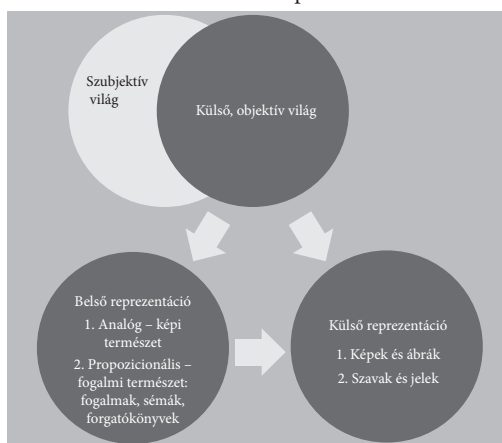 Szubjektív
világ
Külső, objektív világ
Belső reprezentáció
1. Analóg – képi
természet
2. Propozicionális –
fogalmi természet:
fogalmak, sémák,
forgatókönyvek
Külső reprezentáció
1. Képek és ábrák
2. Szavak és jelek